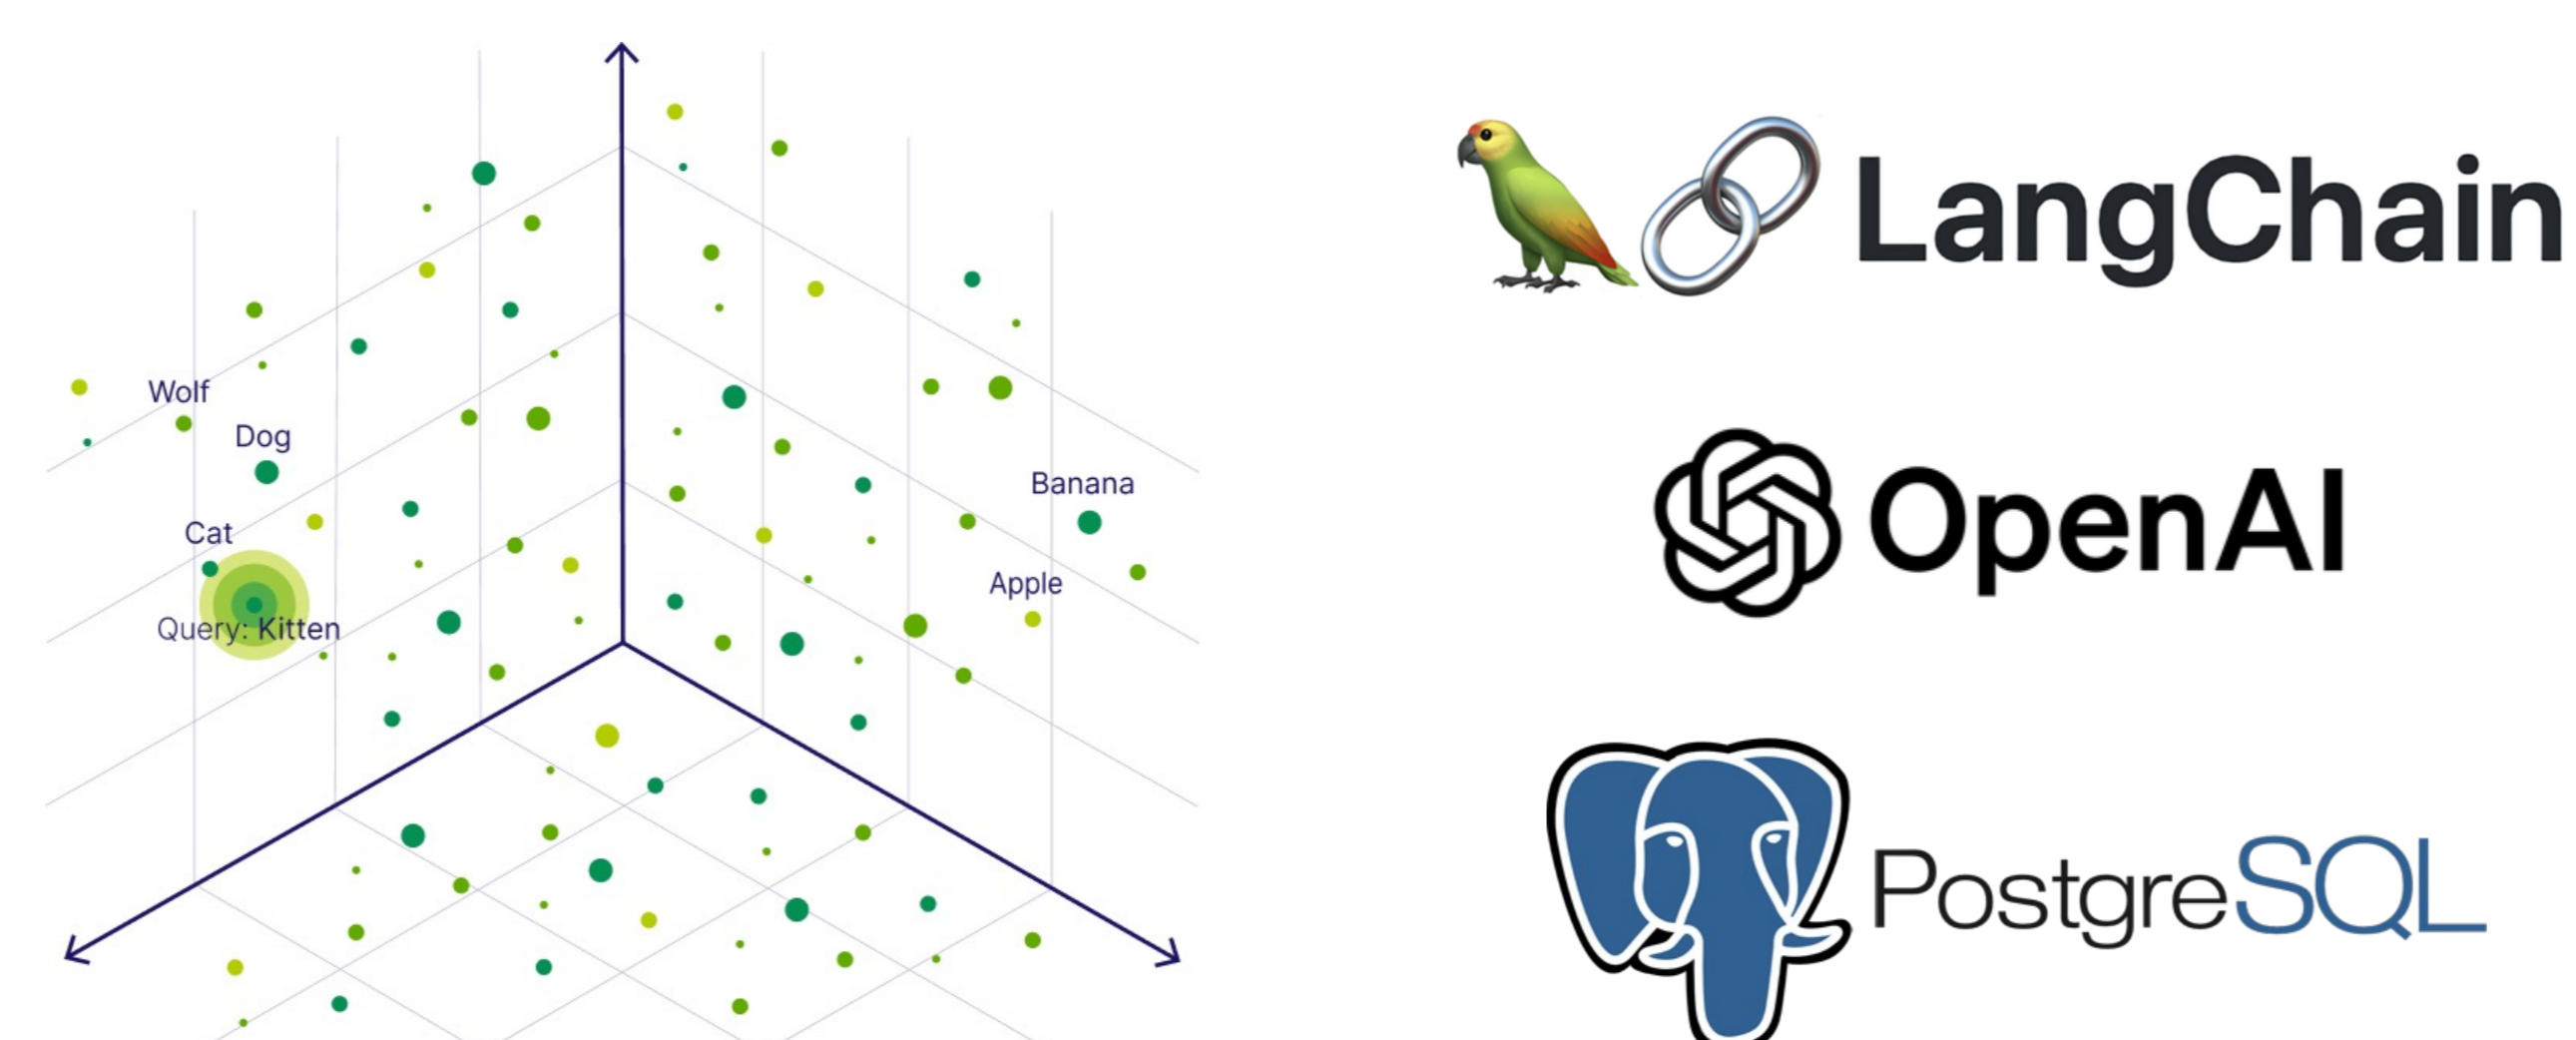 Wolf
Dog
Cat
Query: Kitten
Banana
Apple
LangChain
OpenAI
PostgreSQL